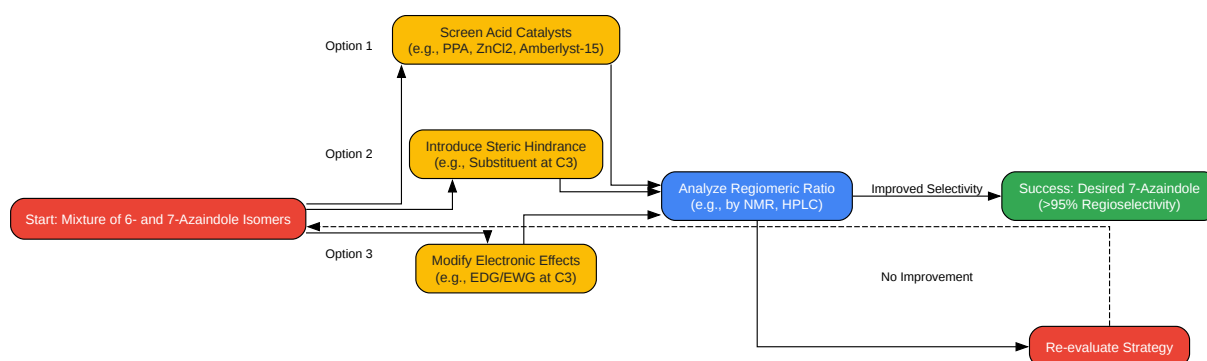 Option 1
Screen Acid Catalysts
(e.g., PPA, ZnCl2, Amberlyst-15)
Option 2
Introduce Steric Hindrance
(e.g., Substituent at C3)
Start: Mixture of 6- and 7-Azaindole Isomers
Option 3
Modify Electronic Effects
(e.g., EDG/EWG at C3)
Analyze Regiomeric Ratio
(e.g., by NMR, HPLC)
Improved Selectivity
Success: Desired 7-Azaindole
(>95% Regioselectivity)
No Improvement
Re-evaluate Strategy